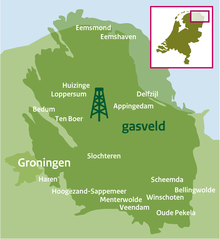 Eemsmond
Eemshaven
Huizinge
Loppersum
Delfzijl
Appingedam
Bedum
Ten Boer
gasveld
Slochteren
Groningen
Haren
Scheemda
Hoogezand-Sappemeer
Bellingwolde
Menterwolde
Winschoten
Veendam
Oude Pekela